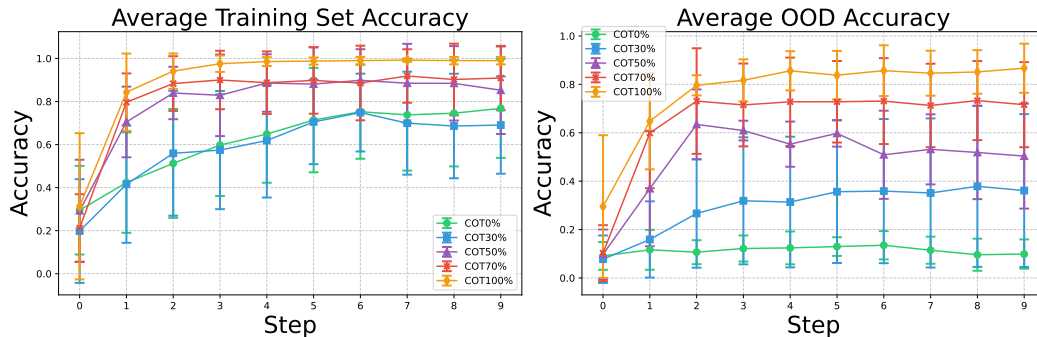 Average Training Set Accuracy
Accuracy
1.0
0.8
0.6
0.4
0.2
0.0
COT0%
COT30%
COT50%
COT70%
COT100%
0 1 2 3 4 5 6 7 8 9
Step
Average OOD Accuracy
Accuracy
1.0
0.8
0.6
0.4
0.2
0.0
COT0%
COT30%
COT50%
COT70%
COT100%
0 1 2 3 4 5 6 7 8 9
Step